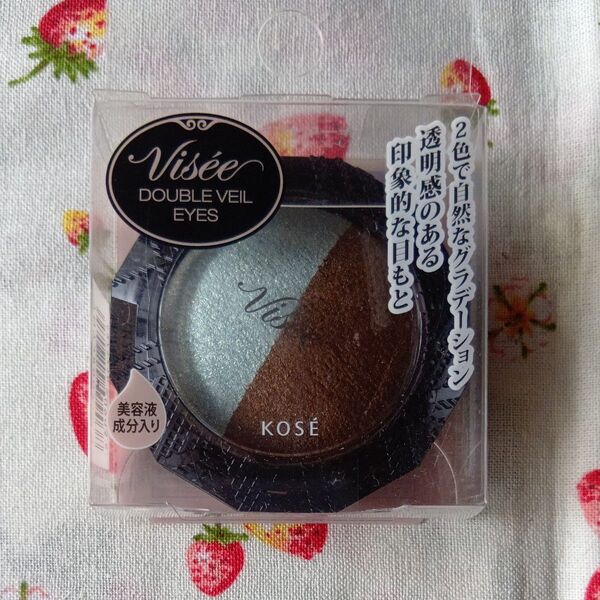 Visée
DOUBLE VEIL
EYES
2色で自然なグラデーション
透明感のある
印象的な目もと
Visée
KOSÉ
美容液
成分入り